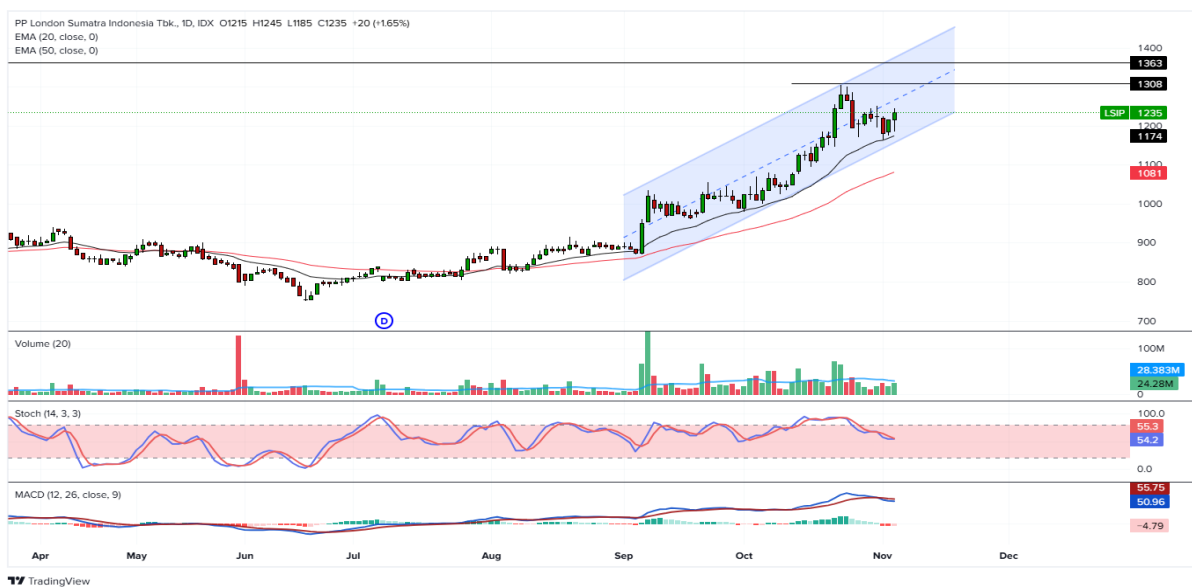 PP London Sumatra Indonesia Tbk., 1D, IDX O1215 H1245 L1185 C1235 +20 (+1.65%)
EMA (20, close, 0)
EMA (50, close, 0)
1400
1363
1308
LSIP 1235
1200
1174
1100
1081
1000
900
800
700
D
Volume (20)
100M
28.383M
24.28M
0
Stoch (14, 3, 3)
100.0
55.3
54.2
0.0
MACD (12, 26, close, 9)
55.75
50.96
−4.79
Apr May Jun Jul Aug Sep Oct Nov Dec
TradingView